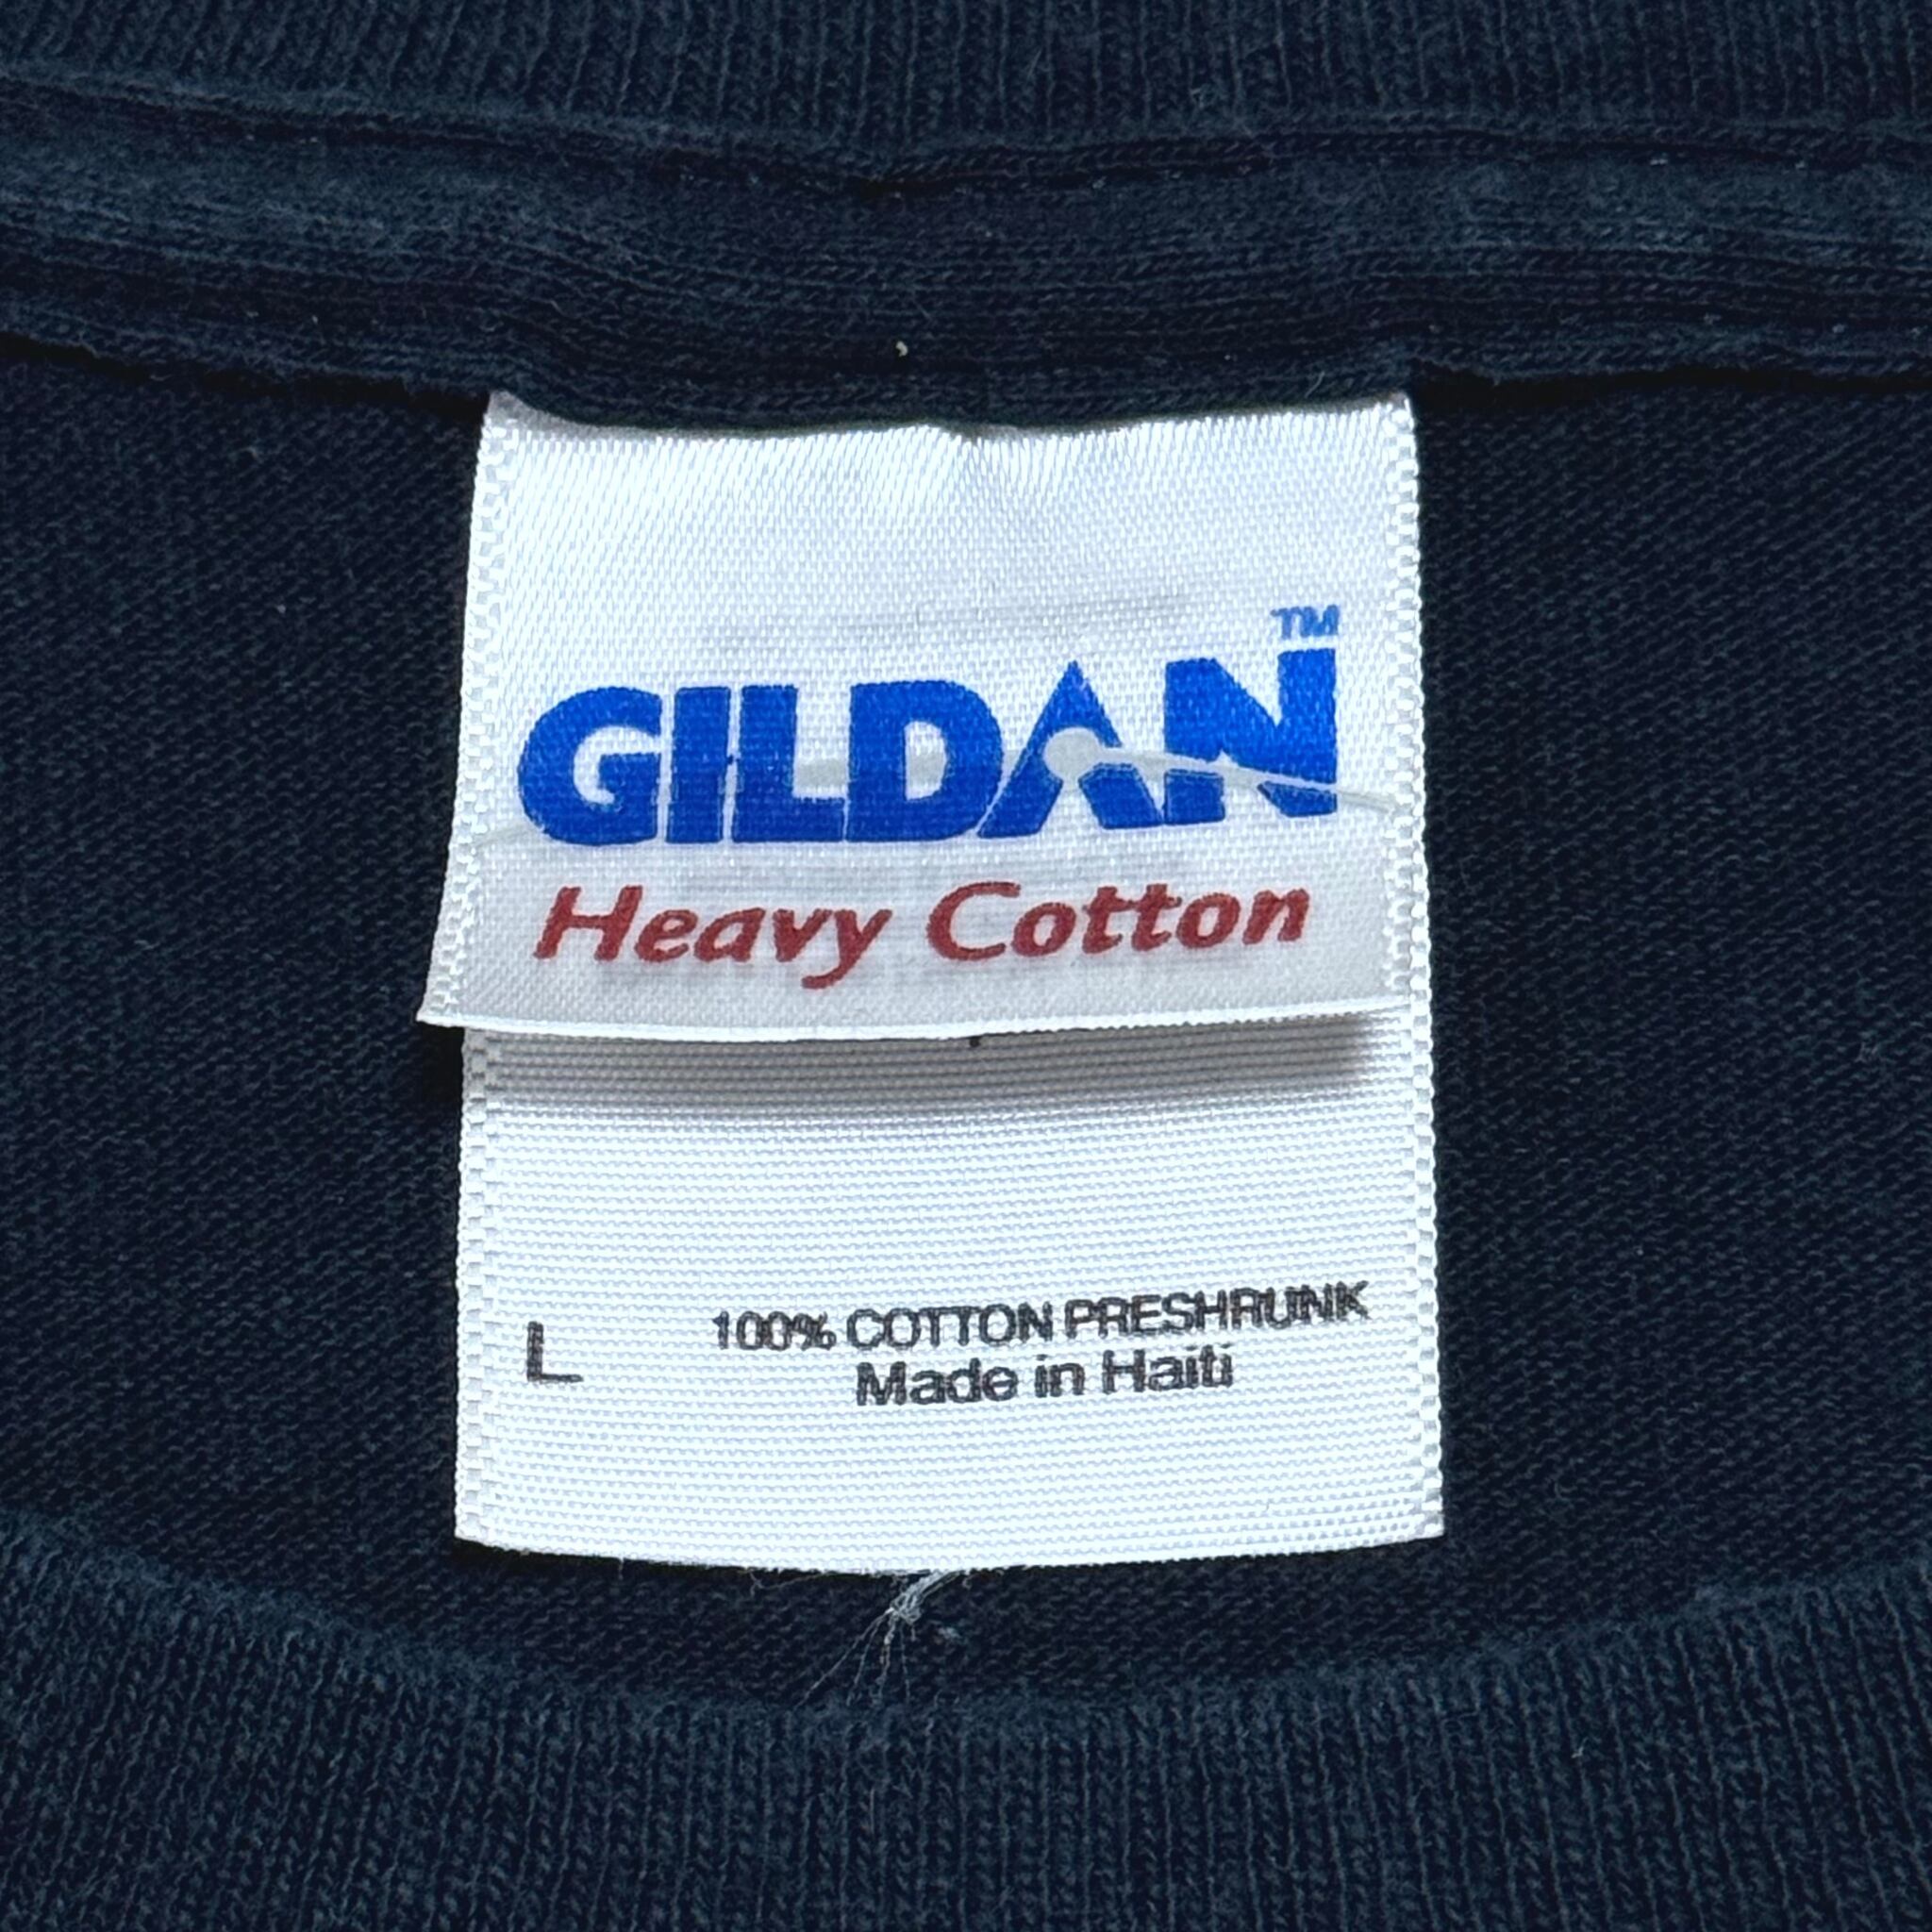 GILDAN™
Heavy Cotton
L
100% COTTON PRESHRUNK
Made in Haiti